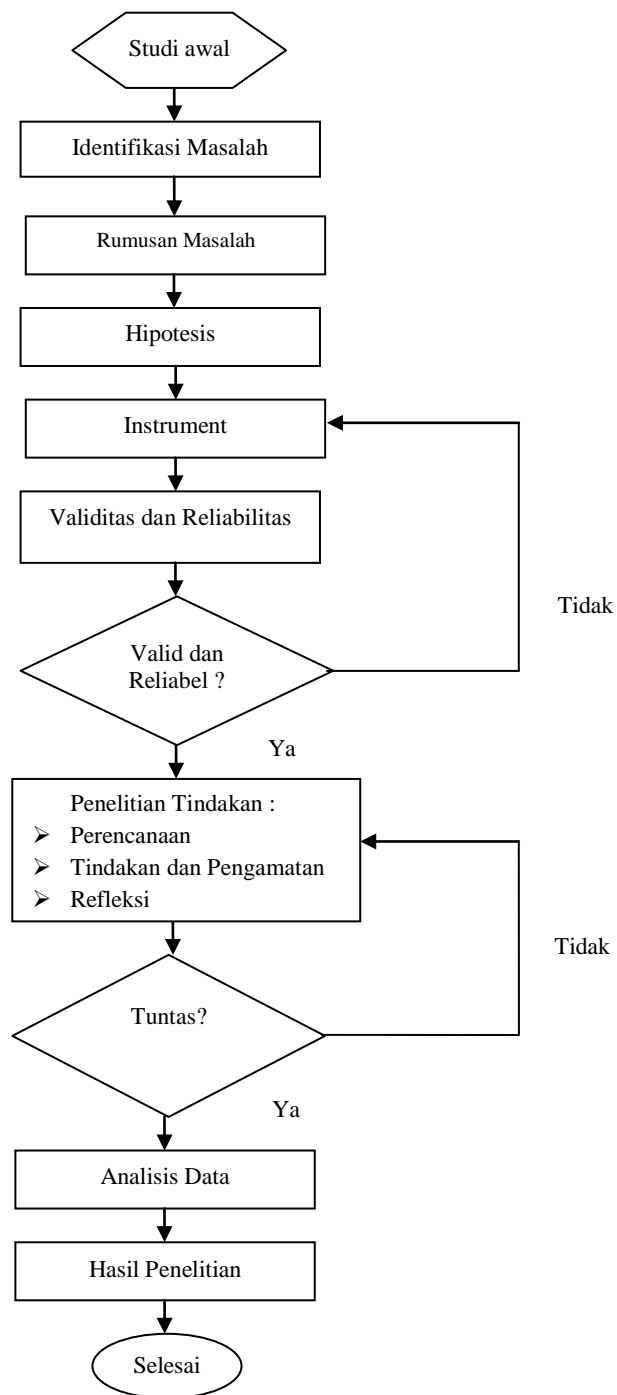 Studi awal
Identifikasi Masalah
Rumusan Masalah
Hipotesis
Instrument
Validitas dan Reliabilitas
Tidak
Valid dan
Reliabel ?
Ya
Penelitian Tindakan :
➢ Perencanaan
➢ Tindakan dan Pengamatan
➢ Refleksi
Tidak
Tuntas?
Ya
Analisis Data
Hasil Penelitian
Selesai